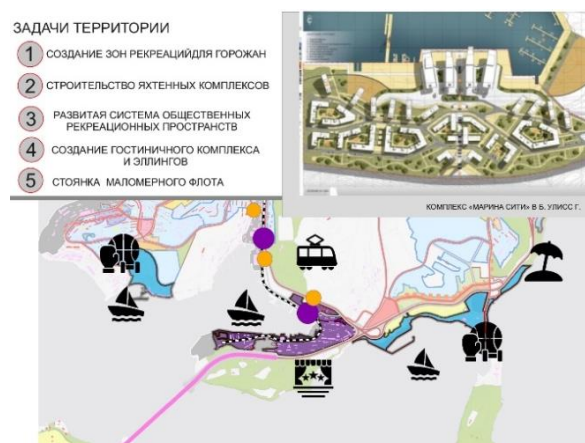 ЗАДАЧИ ТЕРРИТОРИИ
1 СОЗДАНИЕ ЗОН РЕКРЕАЦИЙДЛЯ ГОРОЖАН
2 СТРОИТЕЛЬСТВО ЯХТЕННЫХ КОМПЛЕКСОВ
3 РАЗВИТАЯ СИСТЕМА ОБЩЕСТВЕННЫХ
РЕКРЕАЦИОННЫХ ПРОСТРАНСТВ
4 СОЗДАНИЕ ГОСТИНИЧНОГО КОМПЛЕКСА
И ЭЛЛИНГОВ
5 СТОЯНКА МАЛОМЕРНОГО ФЛОТА
КОМПЛЕКС «МАРИНА СИТИ» В Б. УЛИСС Г.